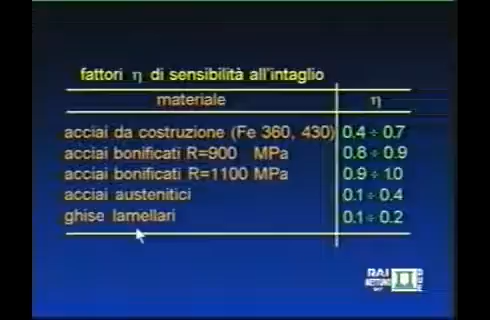 fattori η di sensibilità all'intaglio
materiale η
acciai da costruzione (Fe 360, 430) 0.4 ÷ 0.7
acciai bonificati R=900 MPa 0.8 ÷ 0.9
acciai bonificati R=1100 MPa 0.9 ÷ 1.0
acciai austenitici 0.1 ÷ 0.4
ghise lamellari 0.1 ÷ 0.2
RAI
NETTUNO
SAT